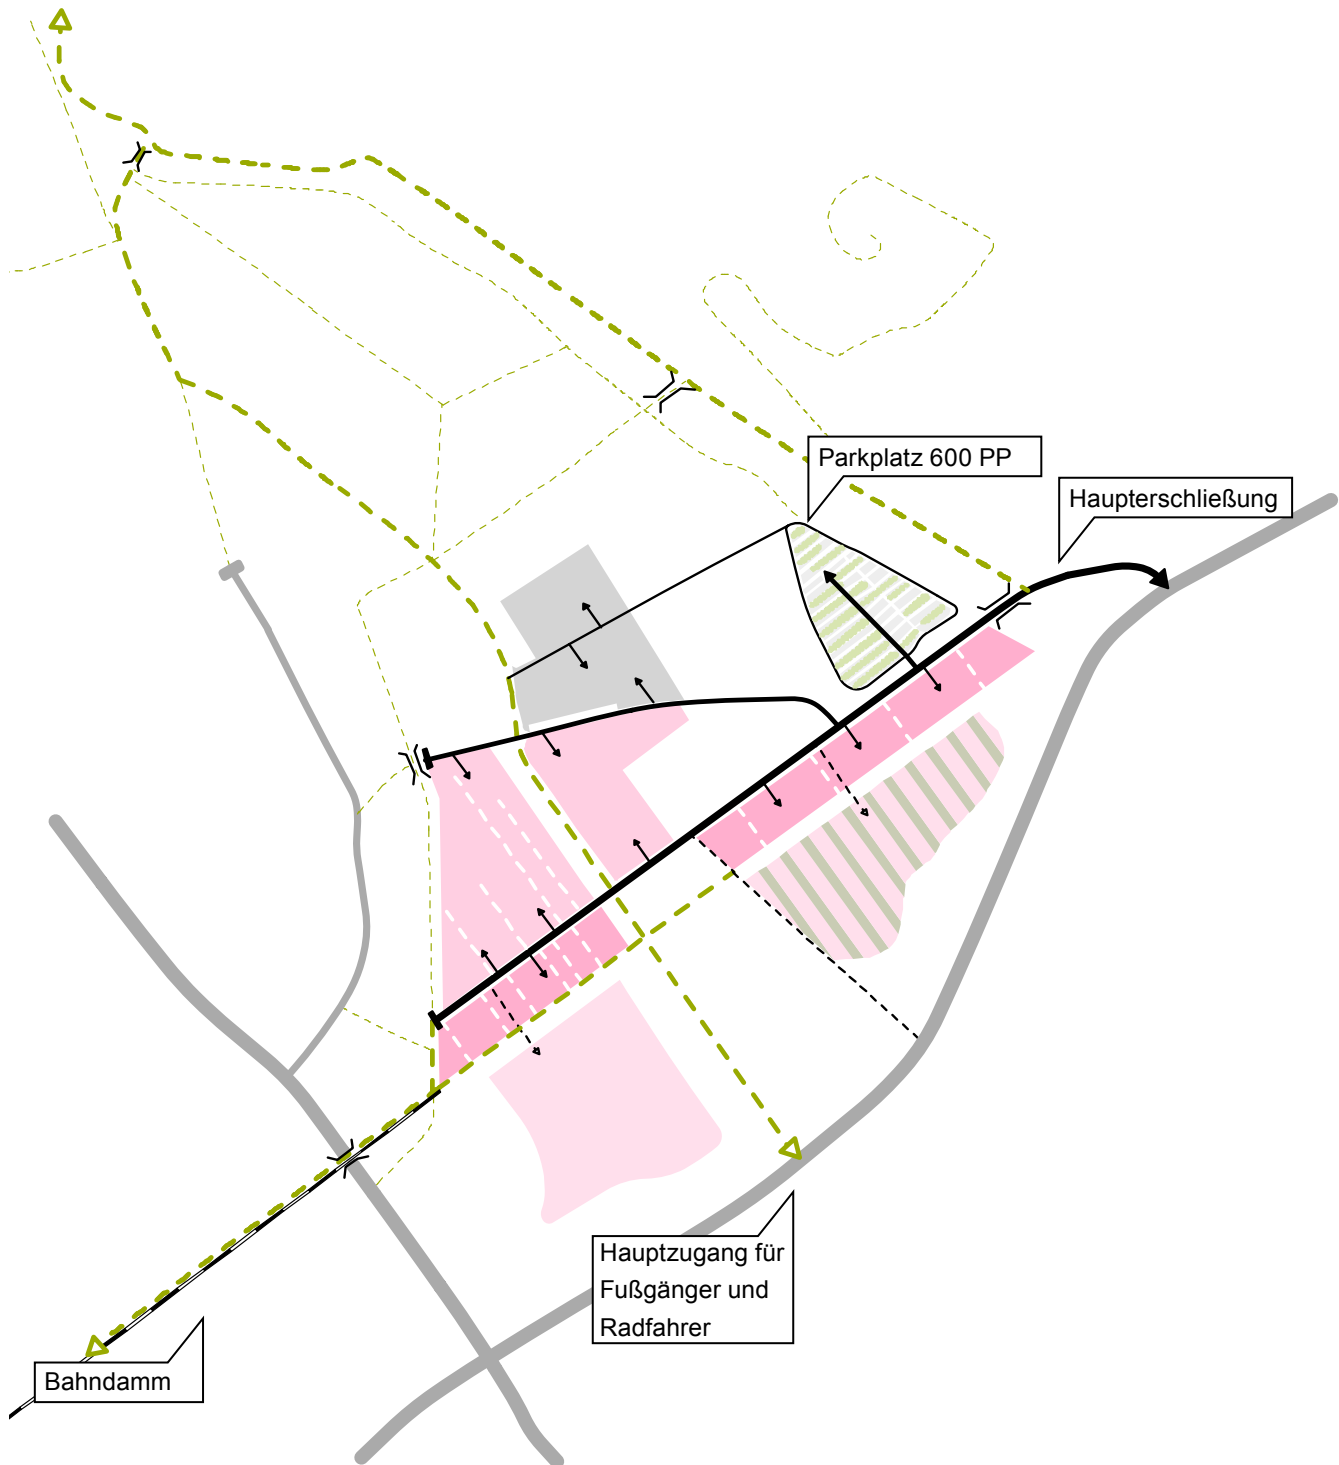 Parkplatz 600 PP
Haupterschließung
Hauptzugang für
Fußgänger und
Radfahrer
Bahndamm